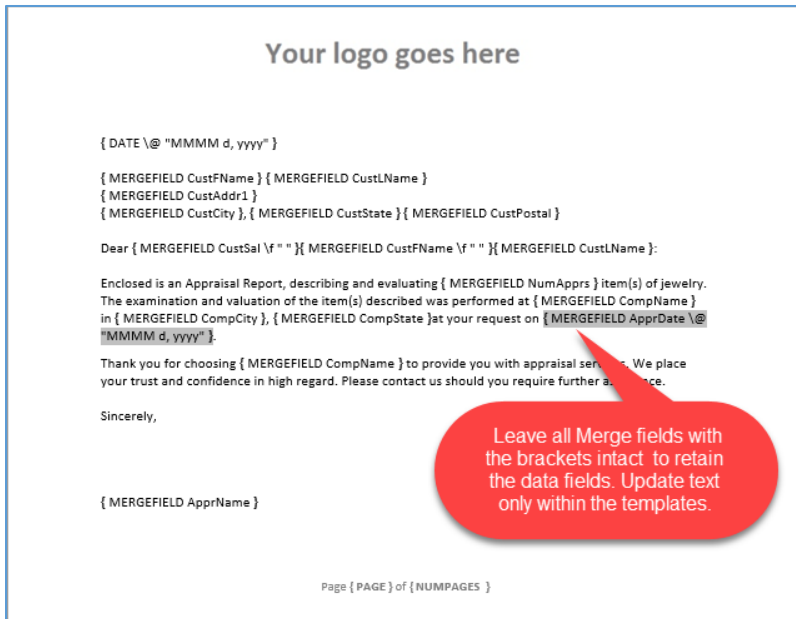 Your logo goes here
{ DATE \@ "MMMM d, yyyy" }
{ MERGEFIELD CustFName } { MERGEFIELD CustLName }
{ MERGEFIELD CustAddr1 }
{ MERGEFIELD CustCity }, { MERGEFIELD CustState } { MERGEFIELD CustPostal }
Dear { MERGEFIELD CustSal \f " " }{ MERGEFIELD CustFName \f " " }{ MERGEFIELD CustLName }:
Enclosed is an Appraisal Report, describing and evaluating { MERGEFIELD NumApprs } item(s) of jewelry.
The examination and valuation of the item(s) described was performed at { MERGEFIELD CompName }
in { MERGEFIELD CompCity }, { MERGEFIELD CompState }at your request on { MERGEFIELD ApprDate \@
"MMMM d, yyyy" }.
Thank you for choosing { MERGEFIELD CompName } to provide you with appraisal We place
your trust and confidence in high regard. Please contact us should you require further
Sincerely,
Leave all Merge fields with
the brackets intact to retain
the data fields. Update text
only within the templates.
{ MERGEFIELD ApprName }
Page { PAGE } of { NUMPAGES }